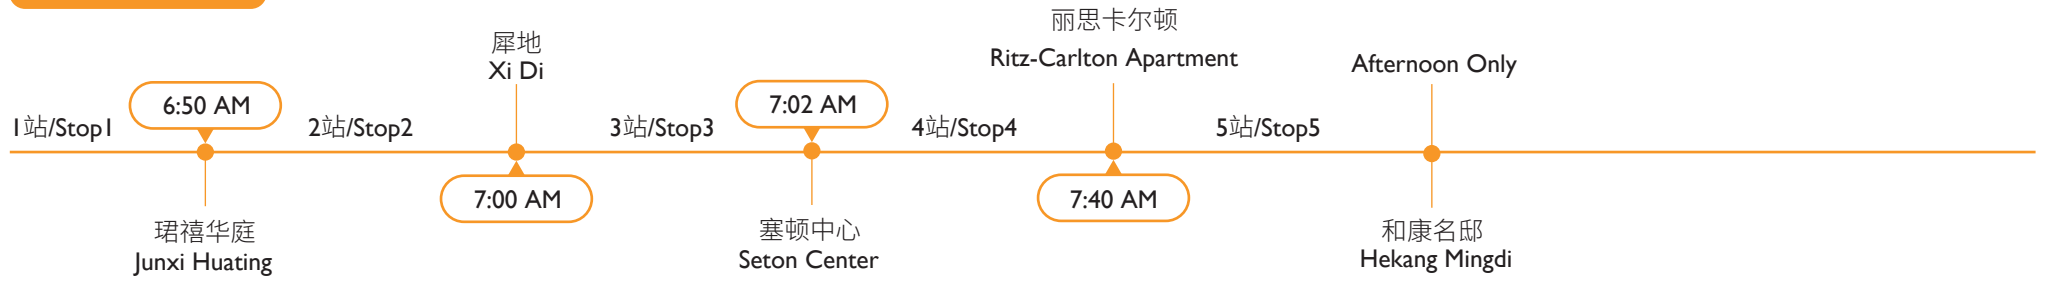 1站/Stop1
6:50 AM
珺禧华庭
Junxi Huating
2站/Stop2
犀地
Xi Di
7:00 AM
3站/Stop3
7:02 AM
塞顿中心
Seton Center
4站/Stop4
丽思卡尔顿
Ritz-Carlton Apartment
7:40 AM
5站/Stop5
Afternoon Only
和康名邸
Hekang Mingdi